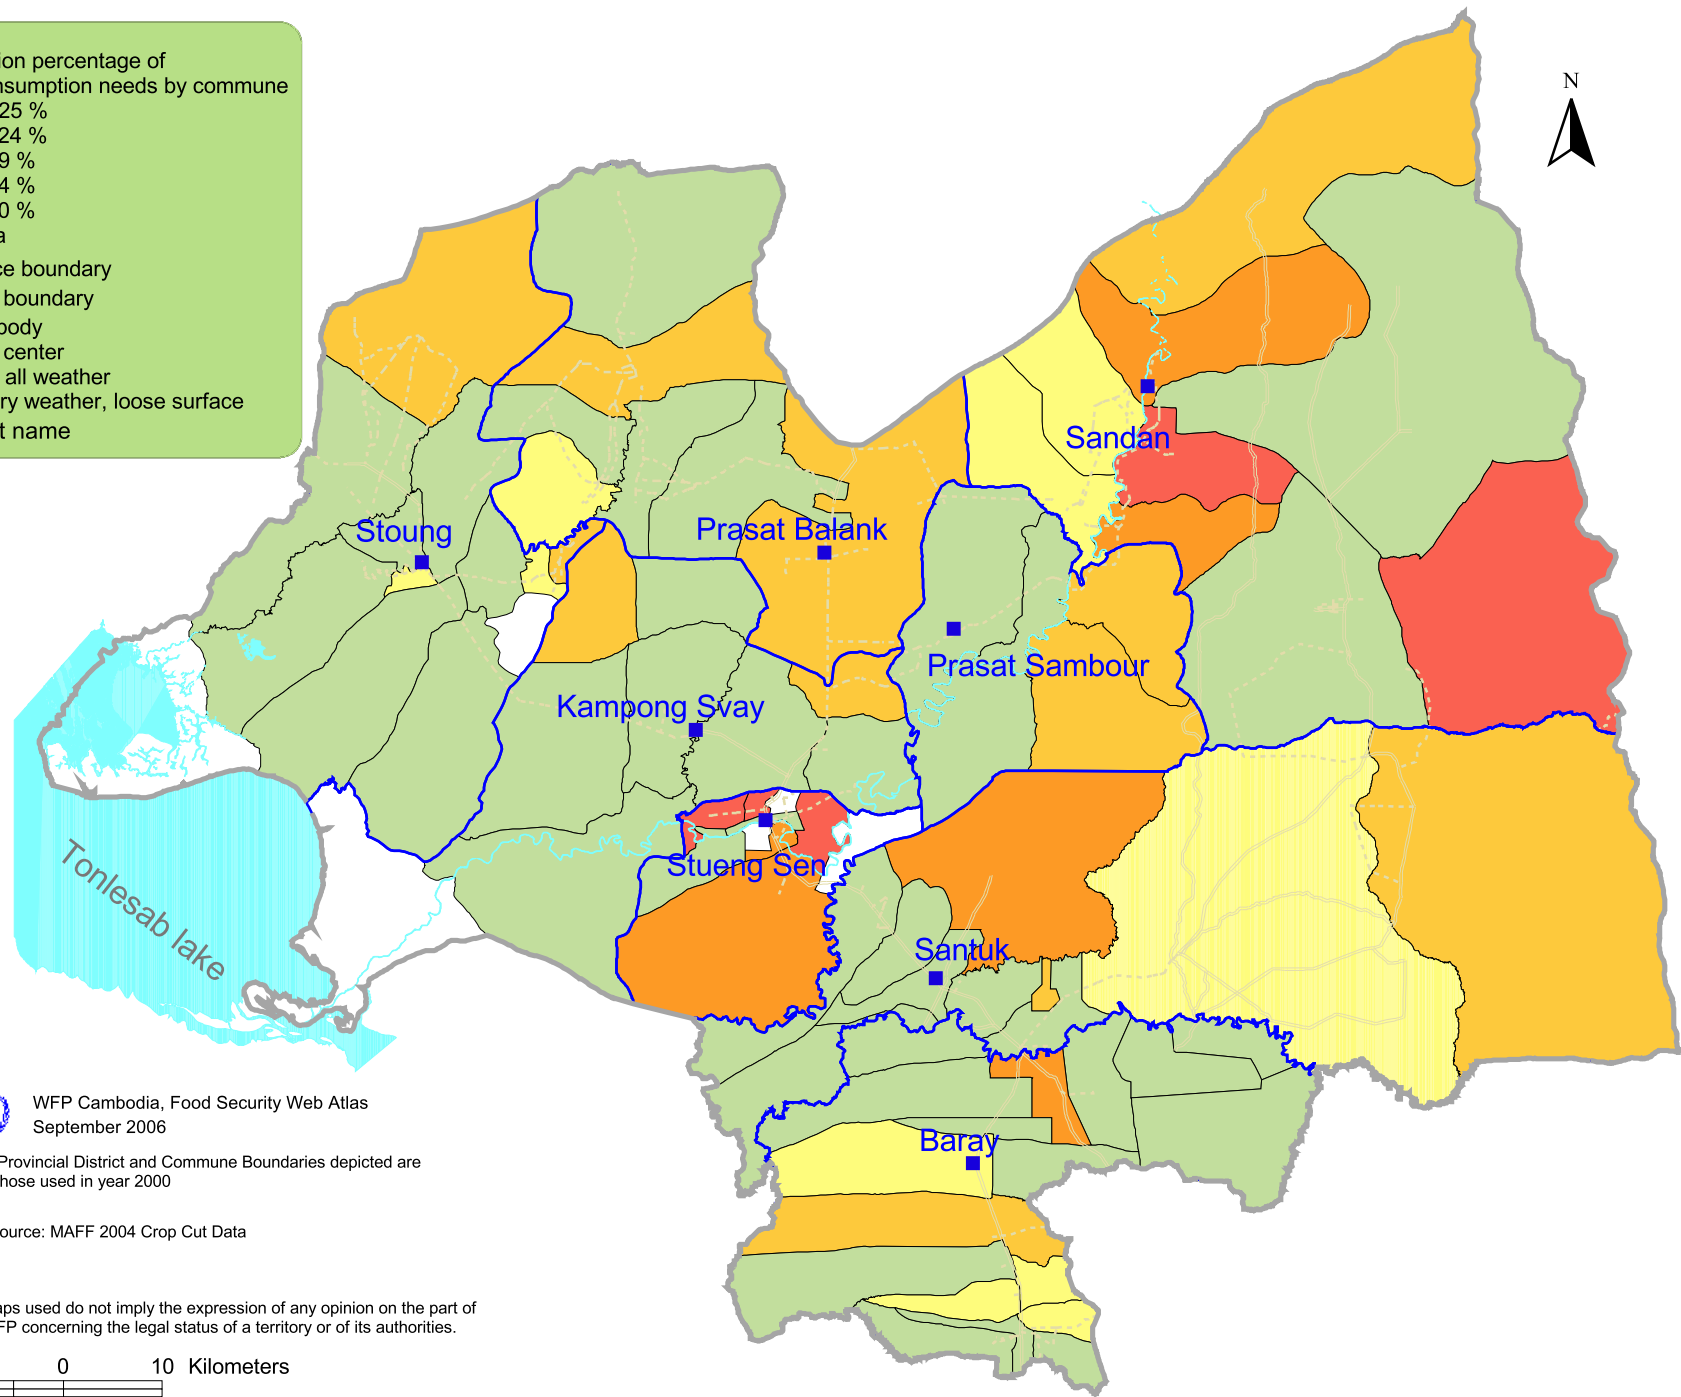 ion percentage of
nsumption needs by commune
25 %
24 %
9 %
4 %
0 %
a
ce boundary
boundary
body
center
all weather
ry weather, loose surface
t name
N
Sandan
Stoung
Prasat Balank
Prasat Sambour
Kampong Svay
Stueng Sen
Tonlesab lake
Santuk
Baray
WFP Cambodia, Food Security Web Atlas
September 2006
Provincial District and Commune Boundaries depicted are
hose used in year 2000
ource: MAFF 2004 Crop Cut Data
aps used do not imply the expression of any opinion on the part of
FP concerning the legal status of a territory or of its authorities.
0 10 Kilometers